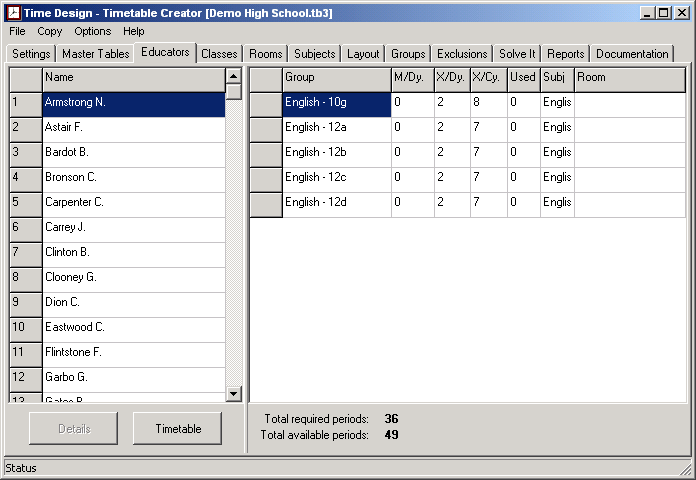 Time Design - Timetable Creator [Demo High School.tb3]
File Copy Options Help
Settings Master Tables Educators Classes Rooms Subjects Layout Groups Exclusions Solve It Reports Documentation
Name
1 Armstrong N.
2 Astair F.
3 Bardot B.
4 Bronson C.
5 Carpenter C.
6 Carrey J.
7 Clinton B.
8 Clooney G.
9 Dion C.
10 Eastwood C.
11 Flintstone F.
12 Garbo G.
Group M/Dy. X/Dy. X/Cy. Used Subj Room
English - 10g 0 2 8 0 Englis
English - 12a 0 2 7 0 Englis
English - 12b 0 2 7 0 Englis
English - 12c 0 2 7 0 Englis
English - 12d 0 2 7 0 Englis
Details Timetable
Total required periods: 36
Total available periods: 49
Status